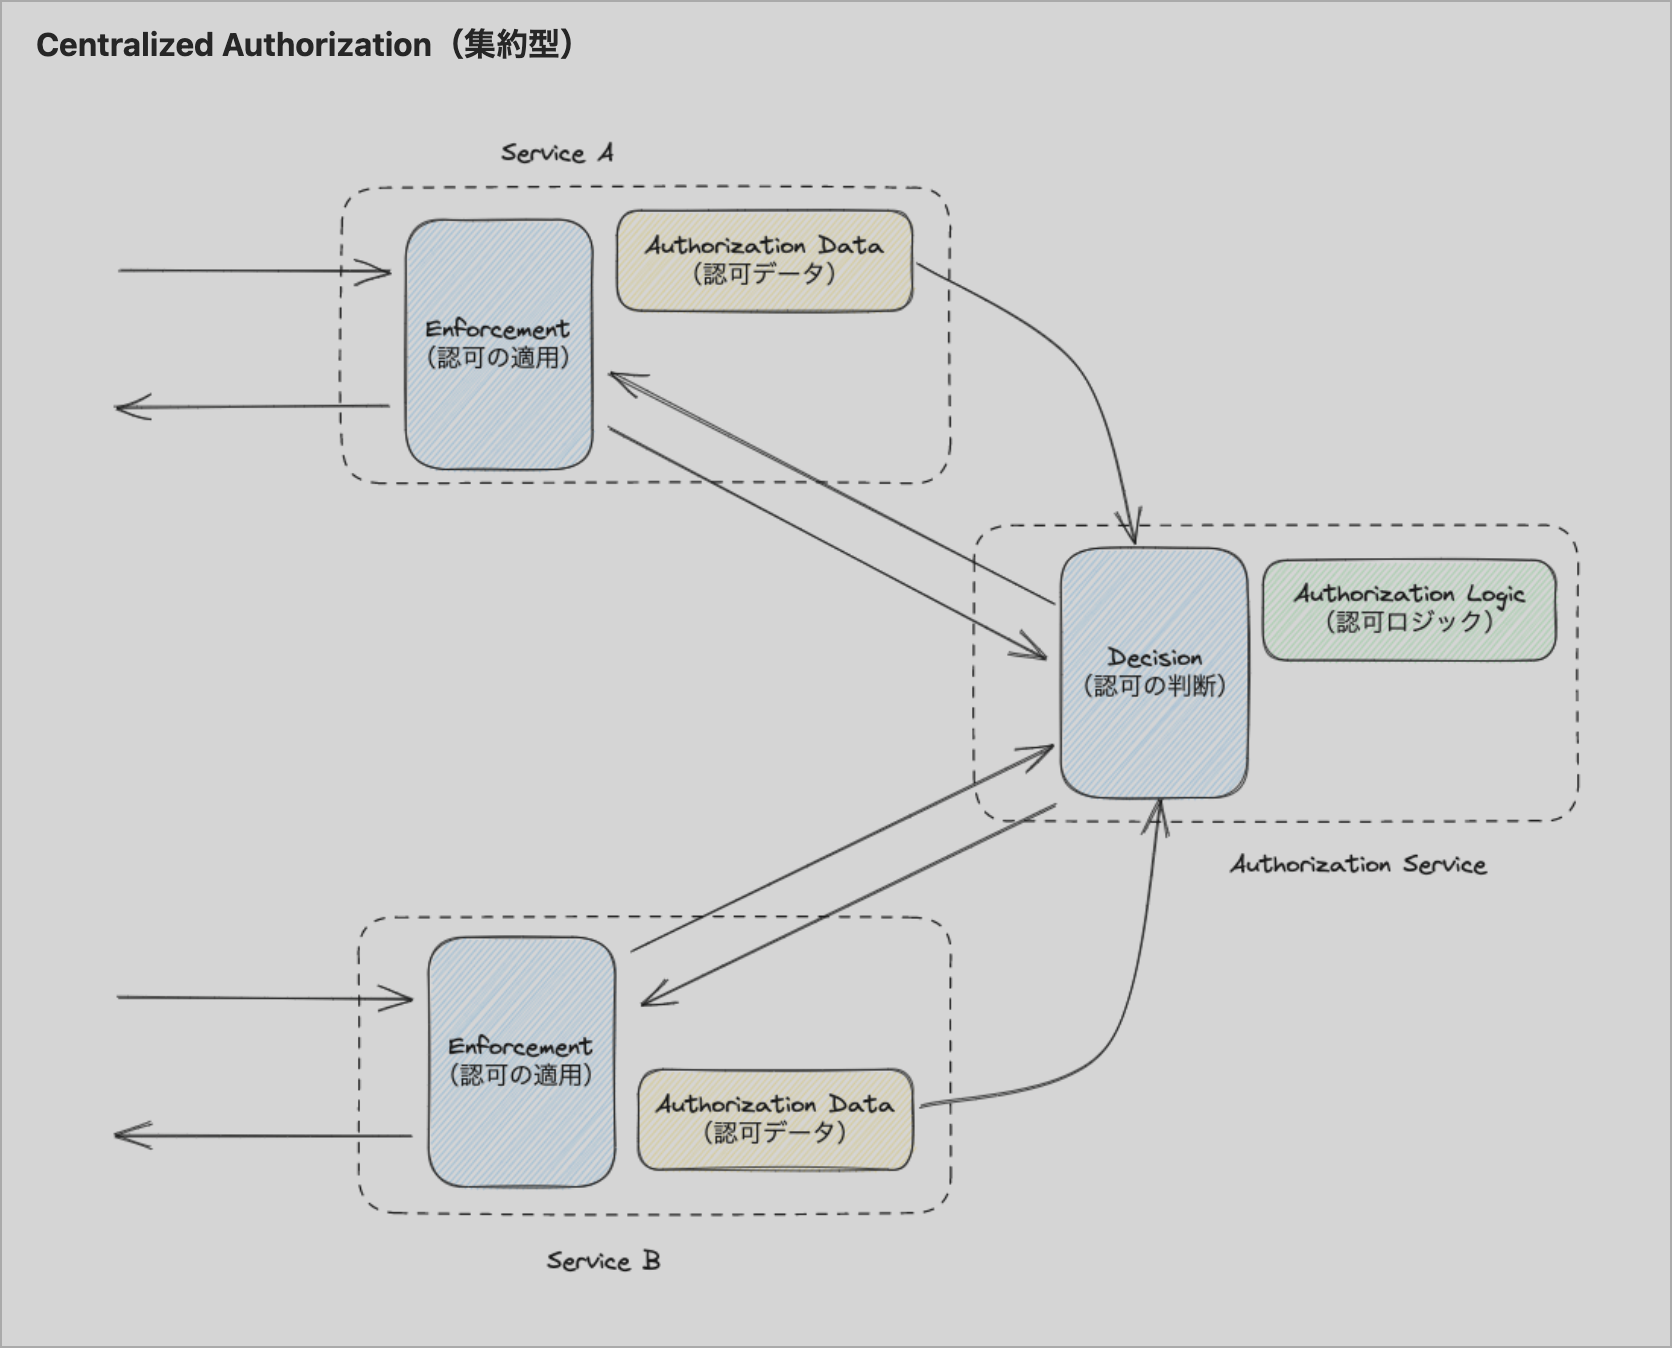 Centralized Authorization（集約型）
Service A
Authorization Data
（認可データ）
Enforcement
（認可の適用）
Authorization Logic
（認可ロジック）
Decision
（認可の判断）
Authorization Service
Enforcement
（認可の適用）
Authorization Data
（認可データ）
Service B